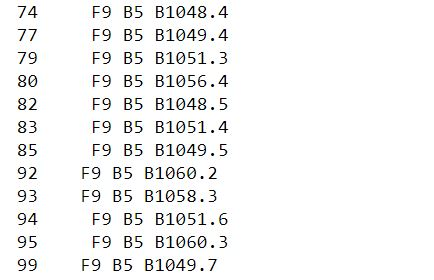 74 F9 B5 B1048.4
77 F9 B5 B1049.4
79 F9 B5 B1051.3
80 F9 B5 B1056.4
82 F9 B5 B1048.5
83 F9 B5 B1051.4
85 F9 B5 B1049.5
92 F9 B5 B1060.2
93 F9 B5 B1058.3
94 F9 B5 B1051.6
95 F9 B5 B1060.3
99 F9 B5 B1049.7